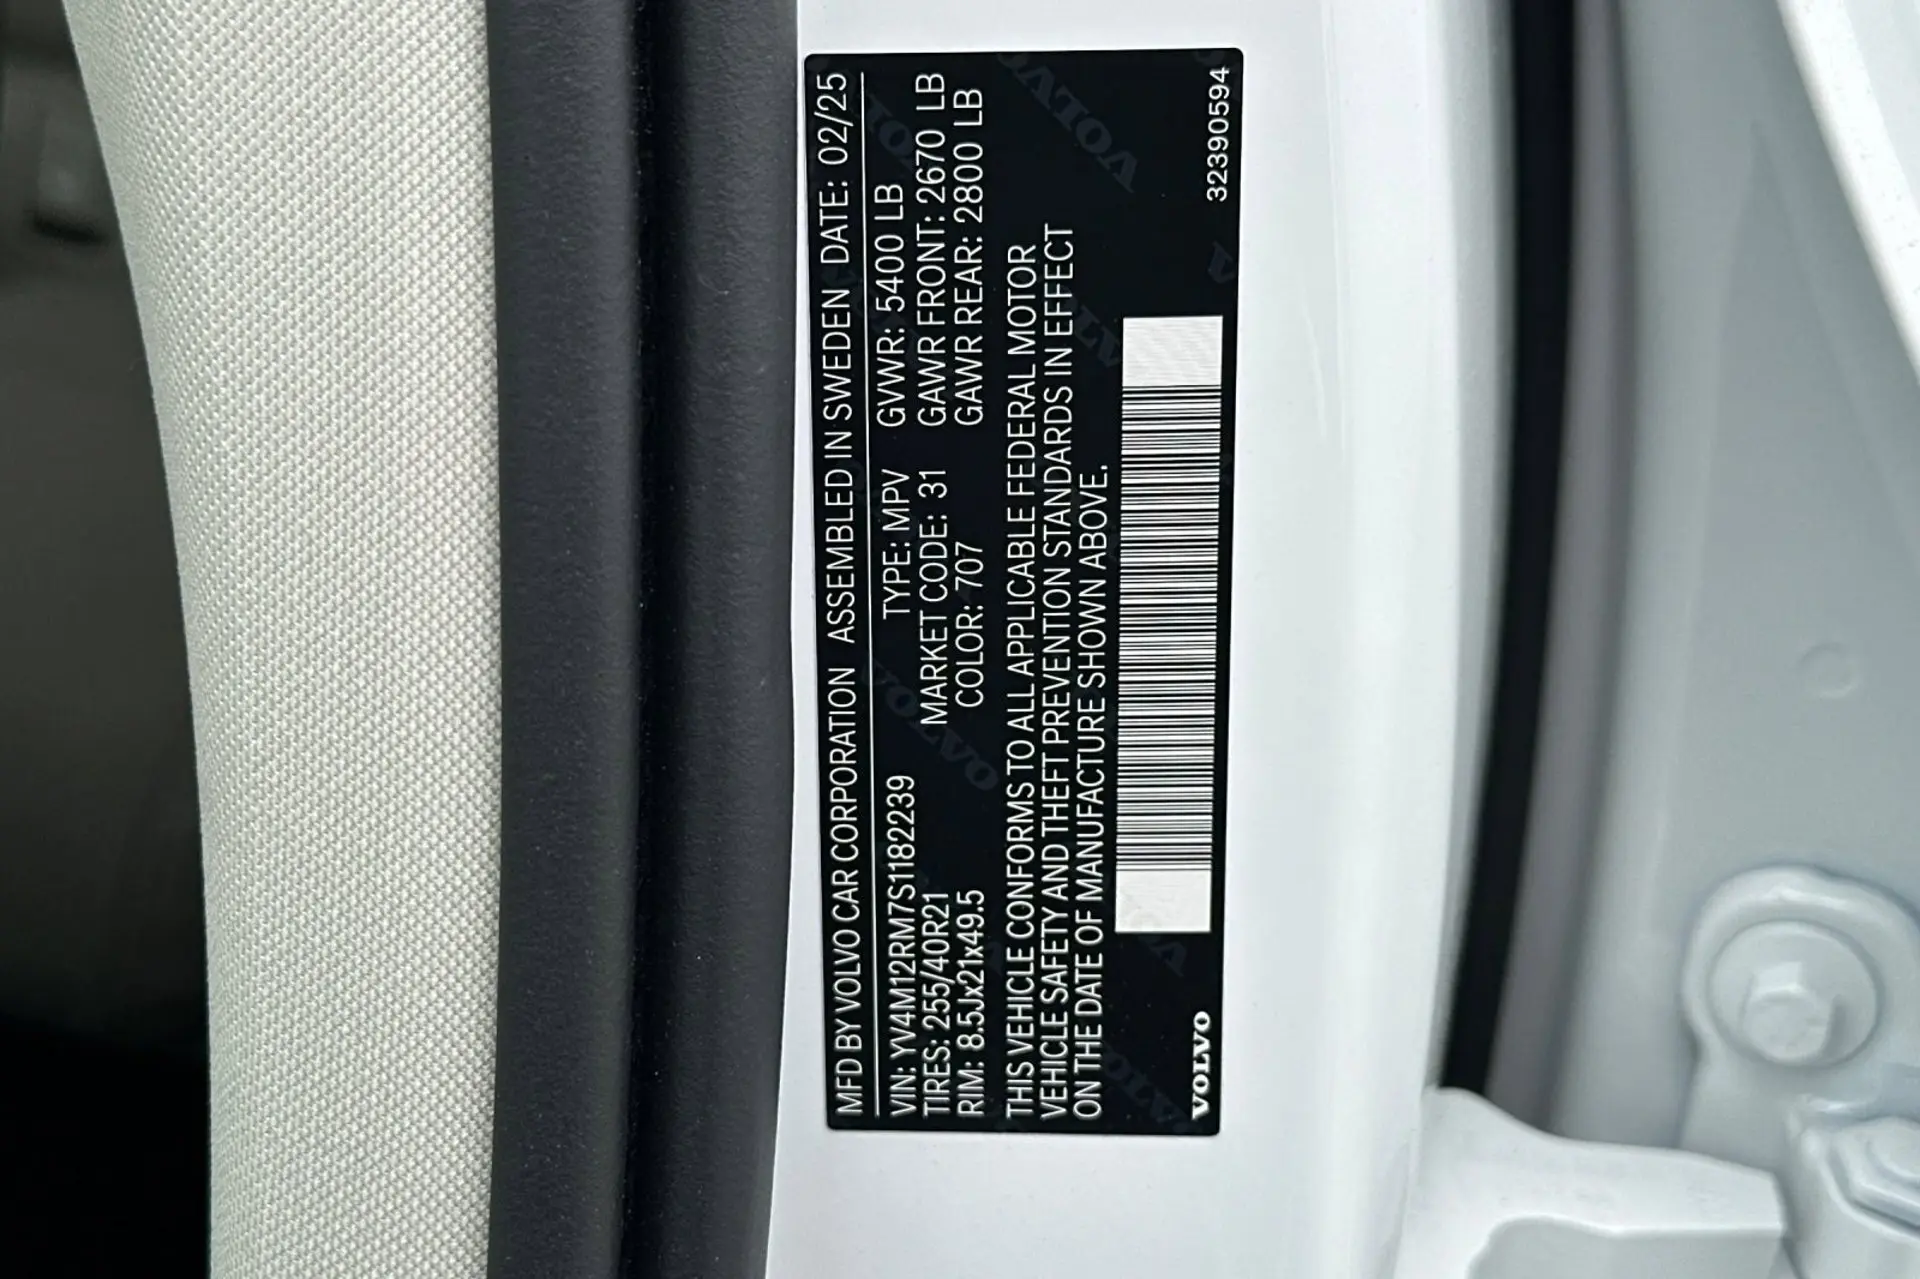 MFD BY VOLVO CAR CORPORATION ASSEMBLED IN SWEDEN DATE: 02/25
VIN: YV4M12RM7S1182239 TYPE: MPV GVWR: 5400 LB
TIRES: 255/40R21 MARKET CODE: 31 GAWR FRONT: 2670 LB
RIM: 8.5Jx21x49.5 COLOR: 707 GAWR REAR: 2800 LB
THIS VEHICLE CONFORMS TO ALL APPLICABLE FEDERAL MOTOR
VEHICLE SAFETY AND THEFT PREVENTION STANDARDS IN EFFECT
ON THE DATE OF MANUFACTURE SHOWN ABOVE.
VOLVO 32390594